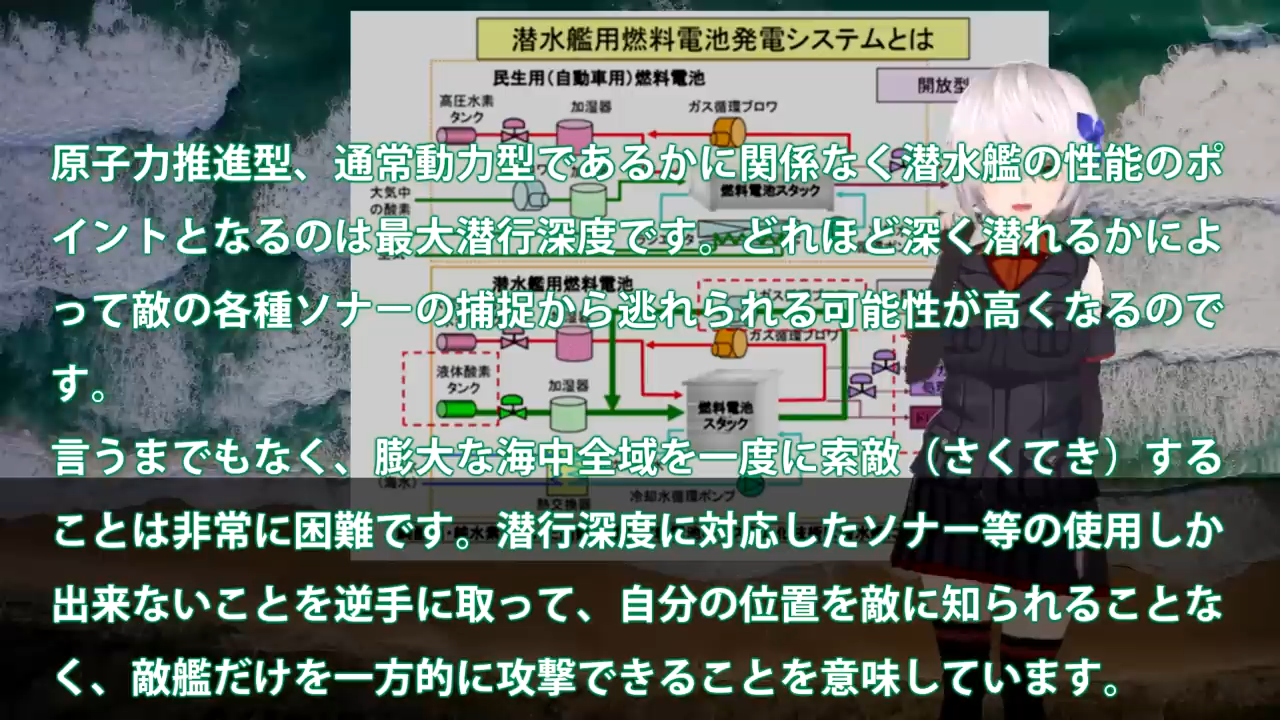 潜水艦用燃料電池発電システムとは
民生用(自動車用)燃料電池
開放型
高圧水素
タンク
加湿器
ガス循環ブロワ
大気中
の酸素
燃料電池スタック
潜水艦用燃料電池
ガス循環ブロワ
液体酸素
タンク
加湿器
燃料電池
スタック
(海水)
熱交換器
冷却水循環ポンプ
原子力推進型、通常動力型であるかに関係なく潜水艦の性能のポ
イントとなるのは最大潜行深度です。どれほど深く潜れるかによ
って敵の各種ソナーの捕捉から逃れられる可能性が高くなるので
す。
言うまでもなく、膨大な海中全域を一度に索敵（さくてき）する
ことは非常に困難です。潜行深度に対応したソナー等の使用しか
出来ないことを逆手に取って、自分の位置を敵に知られることな
く、敵艦だけを一方的に攻撃できることを意味しています。